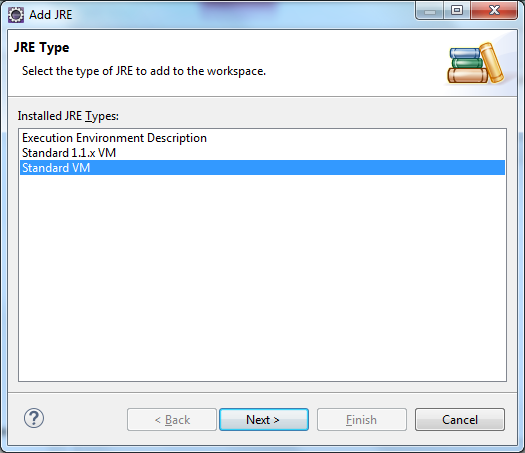 Add JRE
JRE Type
Select the type of JRE to add to the workspace.
Installed JRE Types:
Execution Environment Description
Standard 1.1.x VM
Standard VM
? < Back Next > Finish Cancel